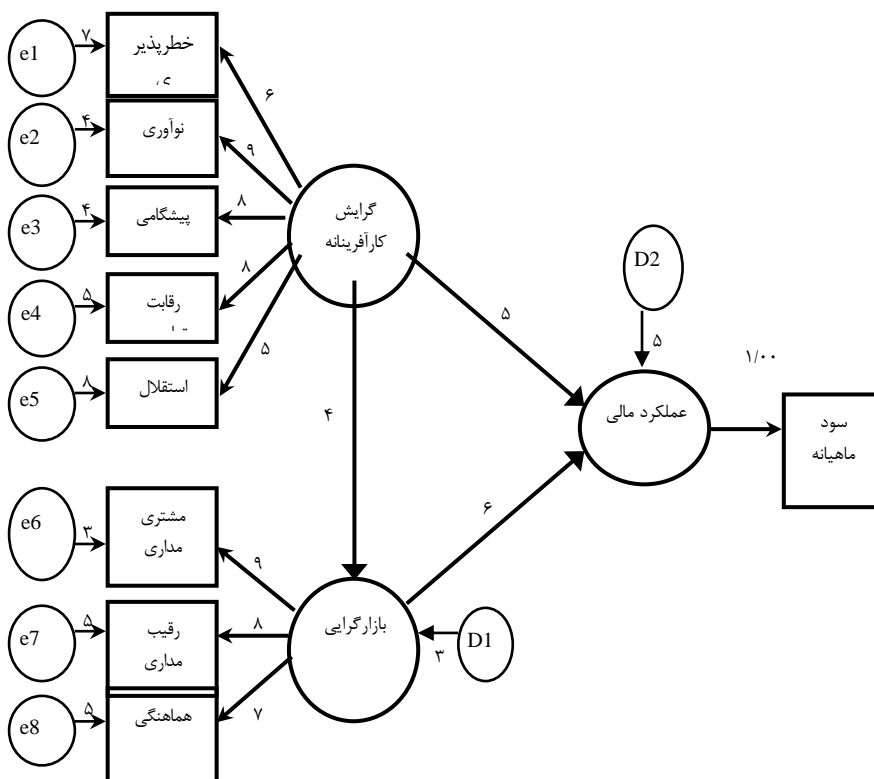 e1
۷
خطرپذیر
ی
۶
e2
۴
نوآوری
۹
e3
۴
پیشگامی
۸
e4
۵
رقابت
۸
e5
۸
استقلال
۵
گرایش
کارآفرینانه
۴
۵
D2
۵
عملکرد مالی
۱/۰۰
سود
ماهیانه
e6
۳
مشتری
مداری
۹
e7
۵
رقیب
مداری
۸
e8
۵
هماهنگی
۷
بازارگرایی
۶
D1
۳